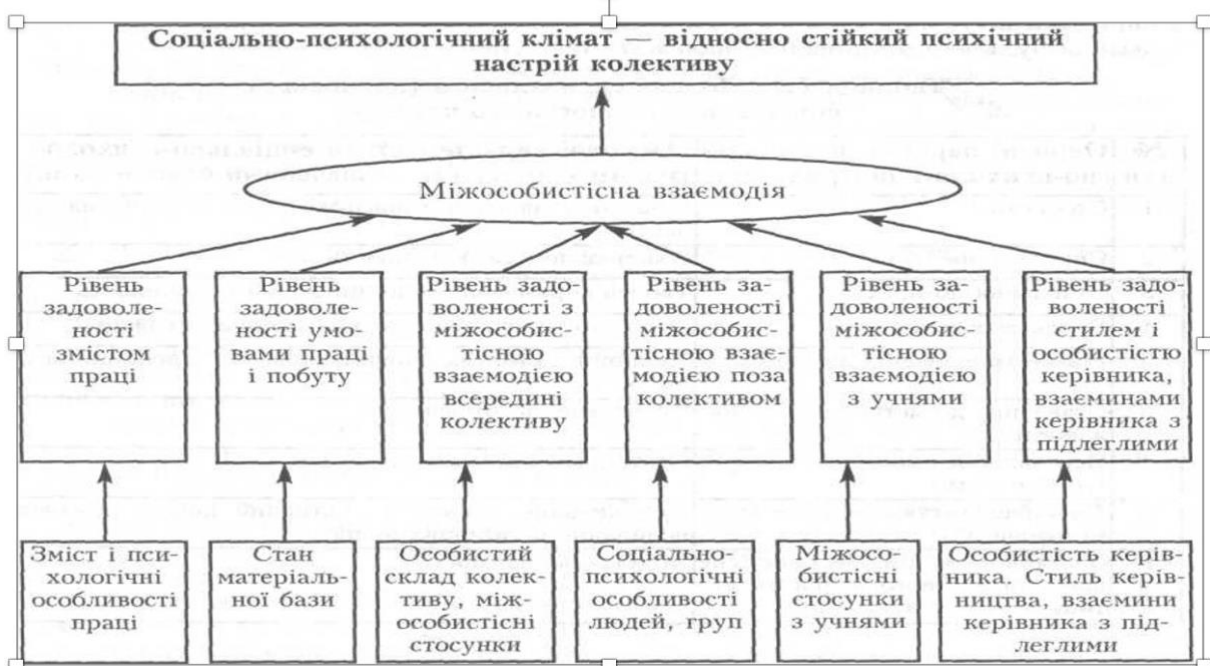 Соціально-психологічний клімат — відносно стійкий психічний
настрій колективу
Міжособистісна взаємодія
Рівень
задоволе-
ності
змістом
праці
Рівень
задоволе-
ності умо-
вами праці
і побуту
Рівень задо-
воленості з
міжособис-
тісною
взаємодією
всередині
колективу
Рівень за-
доволеності
міжособис-
тісною взає-
модією поза
колективом
Рівень за-
доволеності
міжособис-
тісною
взаємодією
з учнями
Рівень задо-
воленості
стилем і
особистістю
керівника,
взаєминами
керівника з
підлеглими
Зміст і пси-
хологічні
особливості
праці
Стан
матеріаль-
ної бази
Особистий
склад колек-
тиву, між-
особистісні
стосунки
Соціально-
психологічні
особливості
людей, груп
Міжосо-
бистісні
стосунки
з учнями
Особистість керів-
ника. Стиль керів-
ництва, взаємини
керівника з під-
леглими